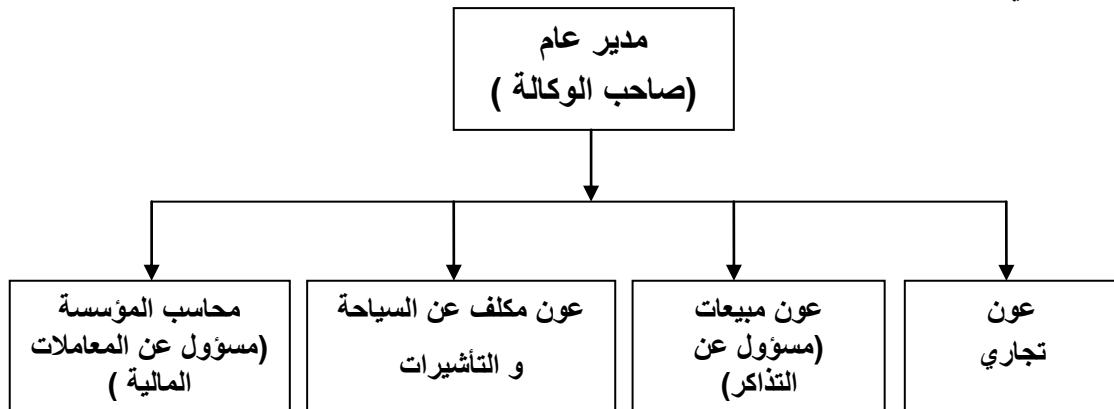 مدير عام
(صاحب الوكالة )
عون
تجاري
عون مبيعات
(مسؤول عن
التذاكر)
عون مكلف عن السياحة
و التأشيرات
محاسب المؤسسة
(مسؤول عن المعاملات
المالية )